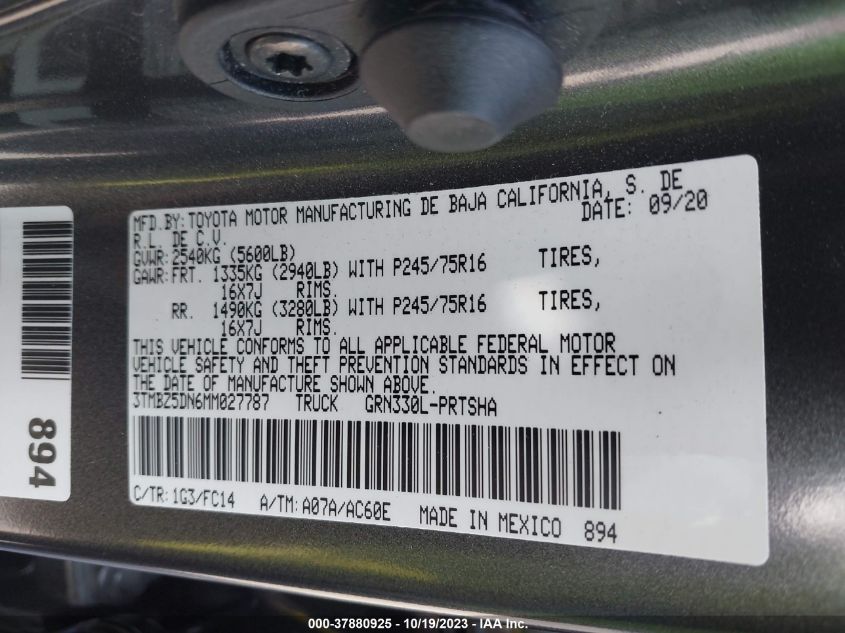 MFD.BY:TOYOTA MOTOR MANUFACTURING DE BAJA CALIFORNIA, S. DE
R.L. DE C.V. DATE: 09/20
GVWR:2540KG (5600LB)
GAWR:FRT. 1335KG (2940LB) WITH P245/75R16 TIRES,
16X7J RIMS.
RR. 1490KG (3280LB) WITH P245/75R16 TIRES,
16X7J RIMS.
THIS VEHICLE CONFORMS TO ALL APPLICABLE FEDERAL MOTOR
VEHICLE SAFETY AND THEFT PREVENTION STANDARDS IN EFFECT ON
THE DATE OF MANUFACTURE SHOWN ABOVE.
3TMBZ5DN6MM027787 TRUCK GRN330L-PRTSHA
C/TR:1G3/FC14 A/TM:A07A/AC60E MADE IN MEXICO 894
894
000-37880925 - 10/19/2023 - IAA Inc.